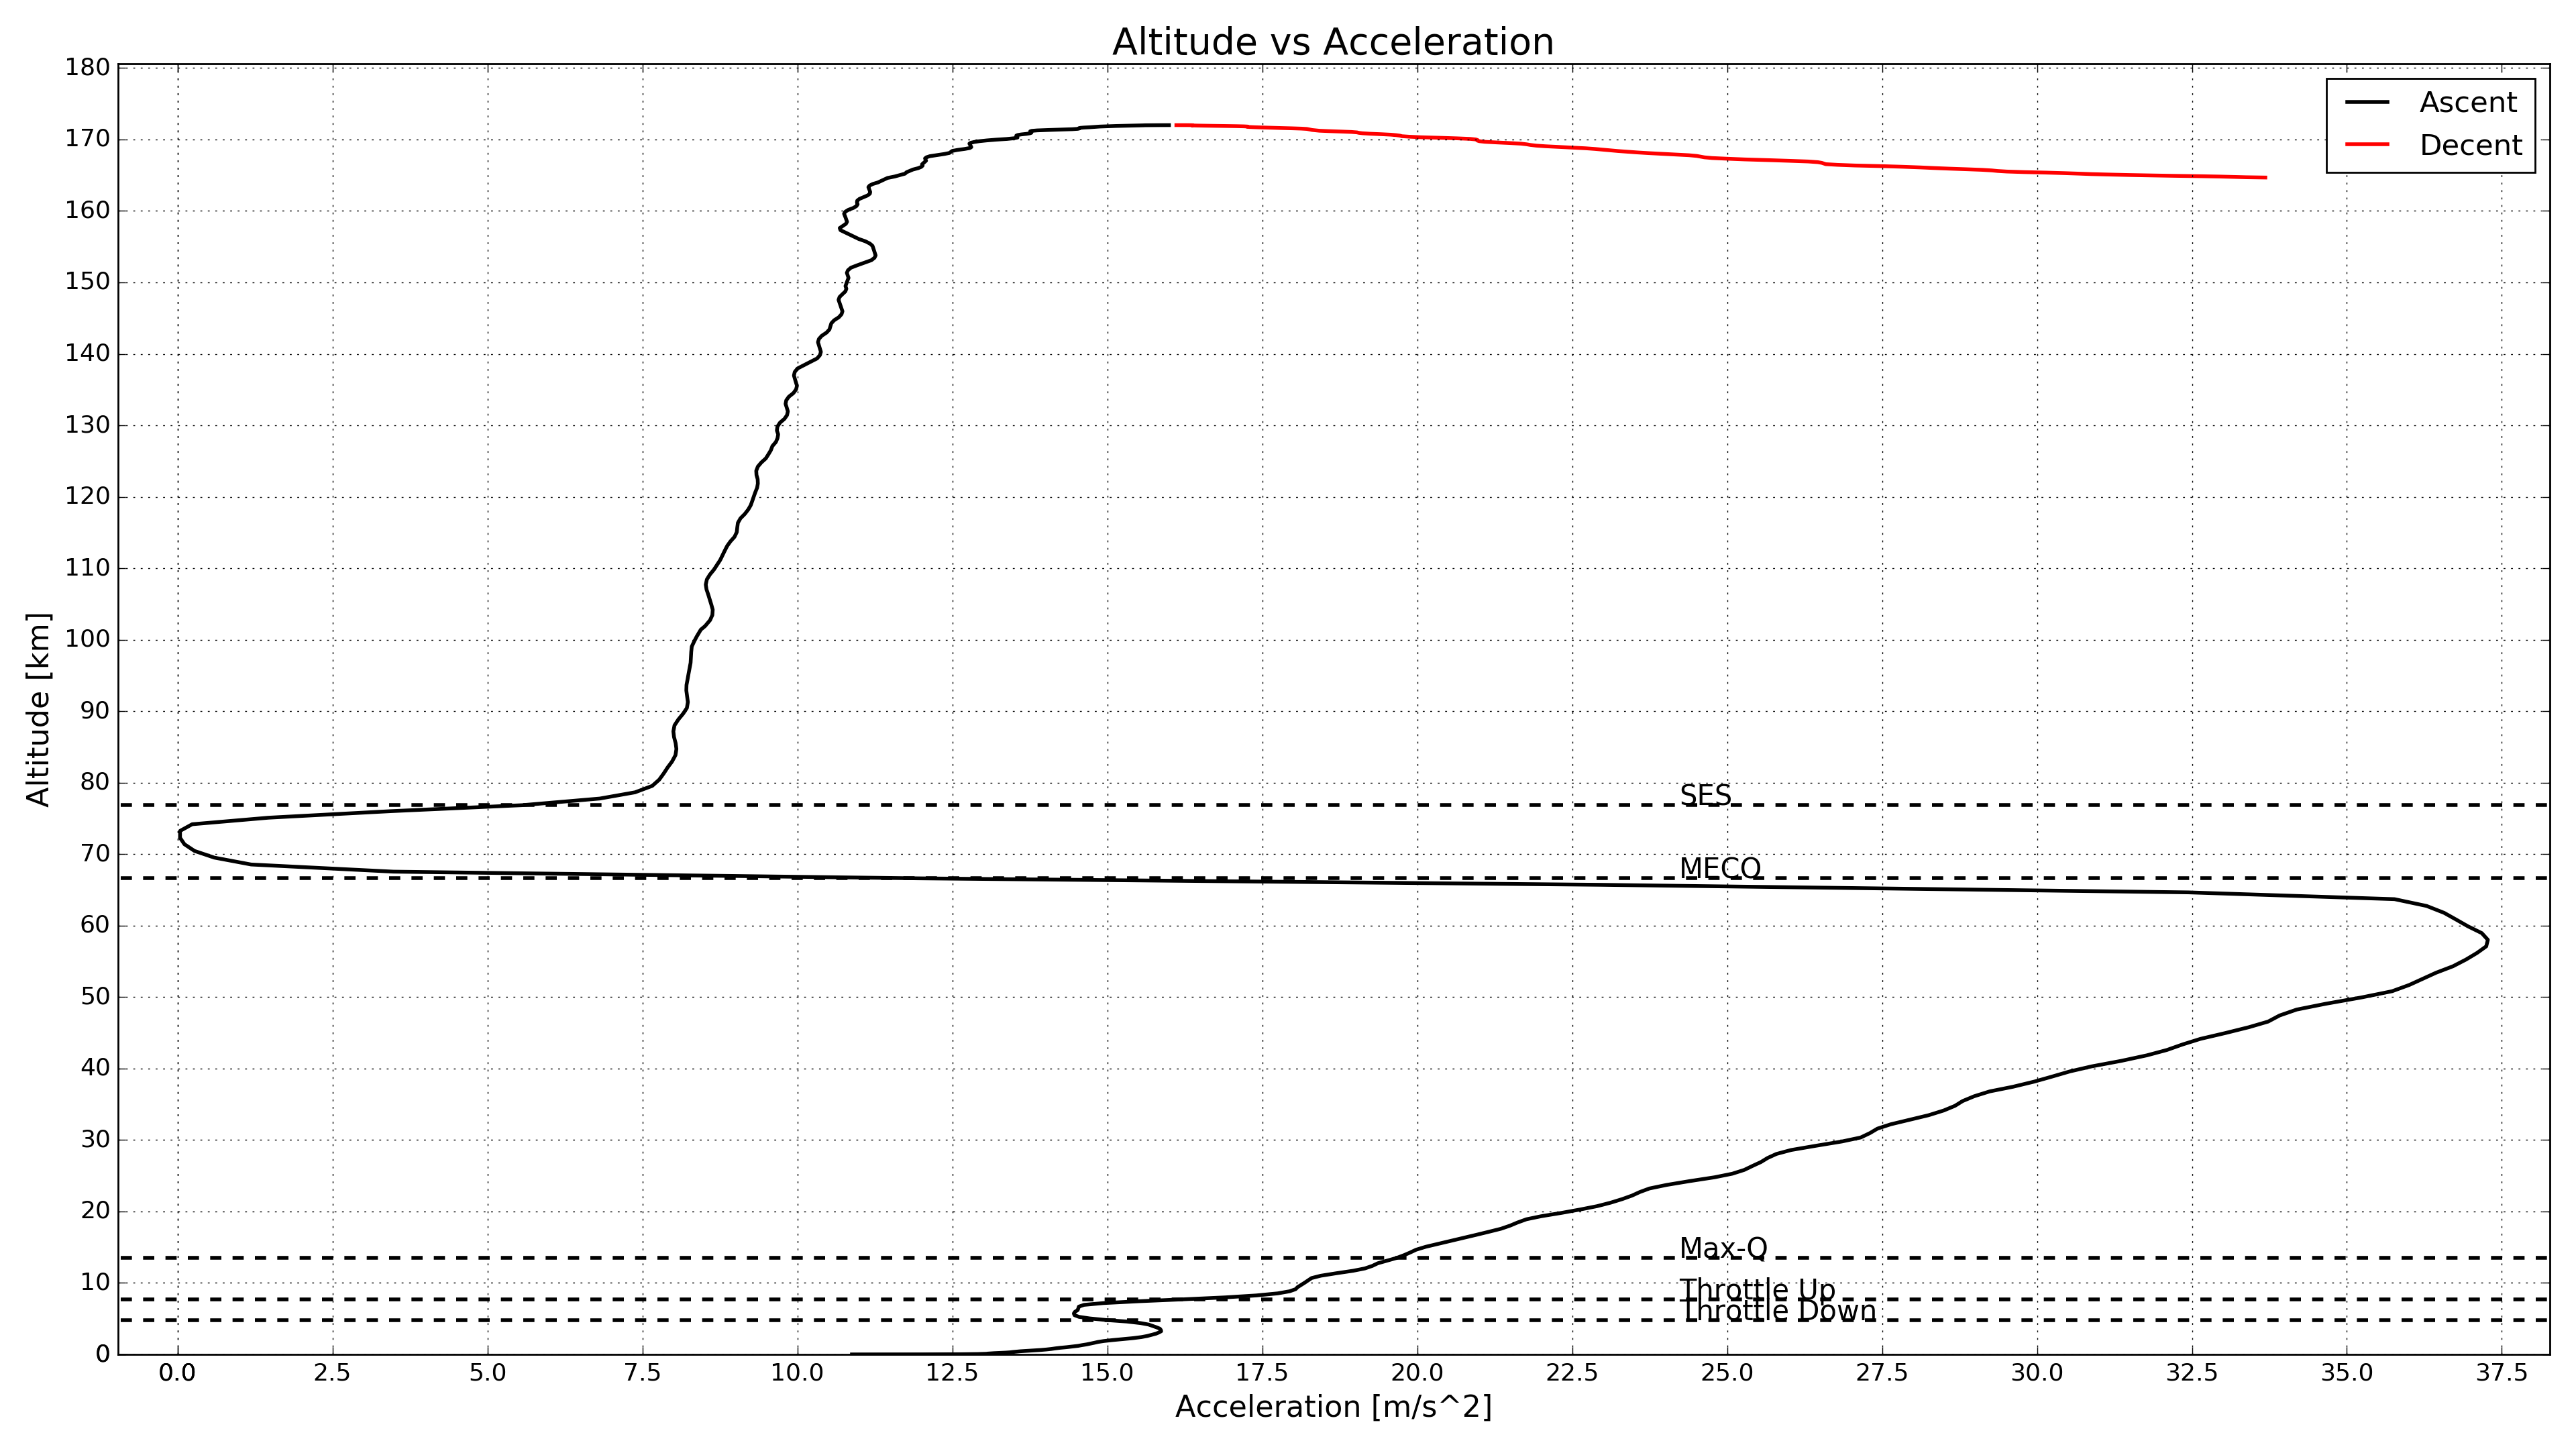 Altitude vs Acceleration
Ascent
Decent
Altitude [km]
180
170
160
150
140
130
120
110
100
90
80
70
60
50
40
30
20
10
0
SES
MECO
Max-Q
Throttle Up
Throttle Down
0.0 2.5 5.0 7.5 10.0 12.5 15.0 17.5 20.0 22.5 25.0 27.5 30.0 32.5 35.0 37.5
Acceleration [m/s^2]